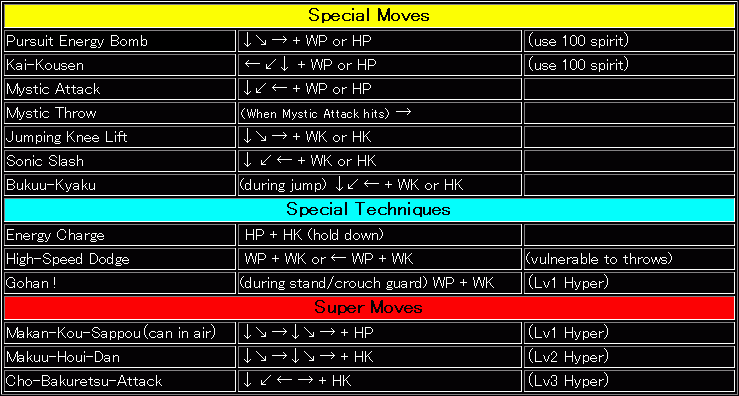 Special Moves
Pursuit Energy Bomb ↓↘→ + WP or HP (use 100 spirit)
Kai-Kousen ←↙↓ + WP or HP (use 100 spirit)
Mystic Attack ↓↙← + WP or HP
Mystic Throw (When Mystic Attack hits) →
Jumping Knee Lift ↓↘→ + WK or HK
Sonic Slash ↓↙← + WK or HK
Bukuu-Kyaku (during jump) ↓↙← + WK or HK
Special Techniques
Energy Charge HP + HK (hold down)
High-Speed Dodge WP + WK or ← WP + WK (vulnerable to throws)
Gohan! (during stand/crouch guard) WP + WK (Lv1 Hyper)
Super Moves
Makan-Kou-Sappou(can in air) ↓↘→↓↘→ + HP (Lv1 Hyper)
Makuu-Houi-Dan ↓↘→↓↘→ + HK (Lv2 Hyper)
Cho-Bakuretsu-Attack ↓↙←→ + HK (Lv3 Hyper)